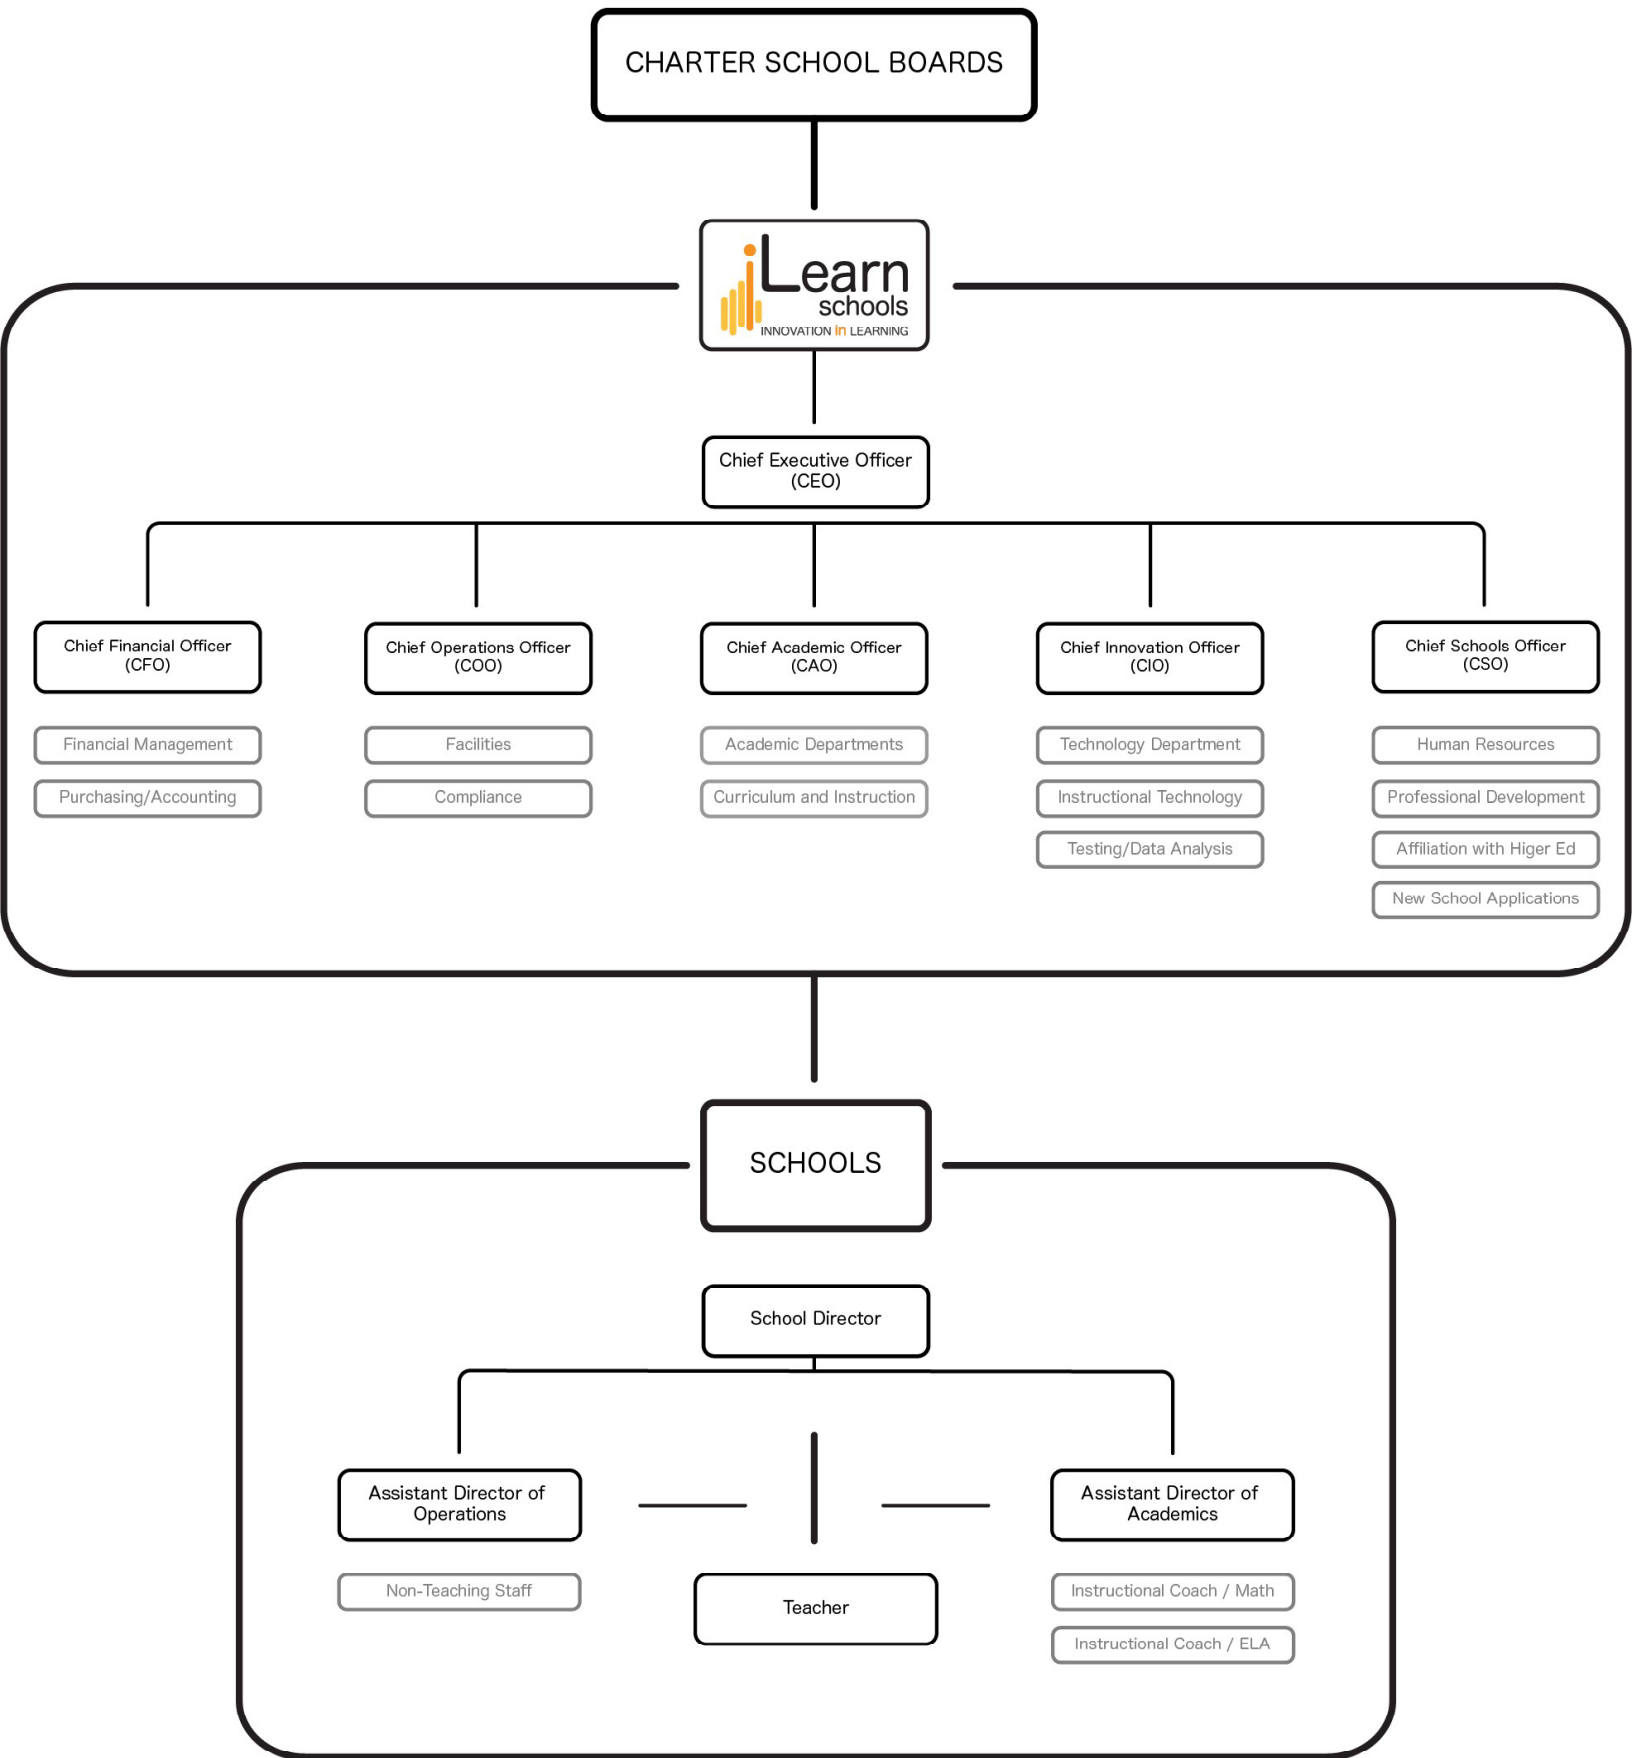 CHARTER SCHOOL BOARDS
iLearn
schools
INNOVATION in LEARNING
Chief Executive Officer
(CEO)
Chief Financial Officer
(CFO)
Financial Management
Purchasing/Accounting
Chief Operations Officer
(COO)
Facilities
Compliance
Chief Academic Officer
(CAO)
Academic Departments
Curriculum and Instruction
Chief Innovation Officer
(CIO)
Technology Department
Instructional Technology
Testing/Data Analysis
Chief Schools Officer
(CSO)
Human Resources
Professional Development
Affiliation with Higer Ed
New School Applications
SCHOOLS
School Director
Assistant Director of
Operations
Non-Teaching Staff
Teacher
Assistant Director of
Academics
Instructional Coach / Math
Instructional Coach / ELA